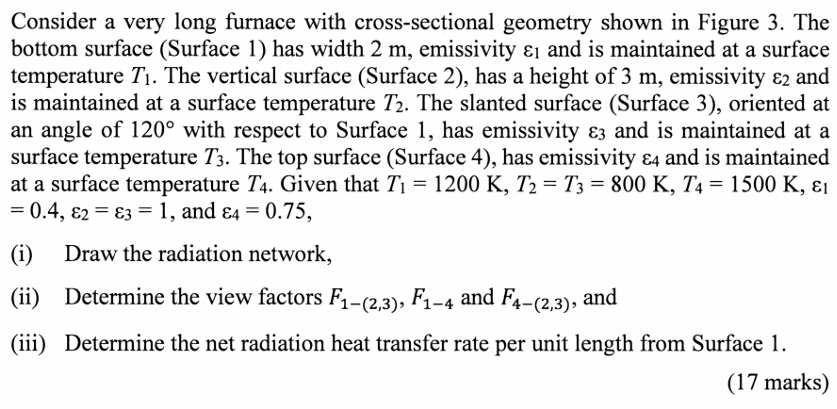 Consider a very long furnace with cross-sectional geometry shown in Figure 3. The
bottom surface (Surface 1) has width 2 m, emissivity ε₁ and is maintained at a surface
temperature T₁. The vertical surface (Surface 2), has a height of 3 m, emissivity ε₂ and
is maintained at a surface temperature T₂. The slanted surface (Surface 3), oriented at
an angle of 120° with respect to Surface 1, has emissivity ε₃ and is maintained at a
surface temperature T₃. The top surface (Surface 4), has emissivity ε₄ and is maintained
at a surface temperature T₄. Given that T₁ = 1200 K, T₂ = T₃ = 800 K, T₄ = 1500 K, ε₁
= 0.4, ε₂ = ε₃ = 1, and ε₄ = 0.75,
(i) Draw the radiation network,
(ii) Determine the view factors F₁₋₍₂,₃₎, F₁₋₄ and F₄₋₍₂,₃₎, and
(iii) Determine the net radiation heat transfer rate per unit length from Surface 1.
(17 marks)